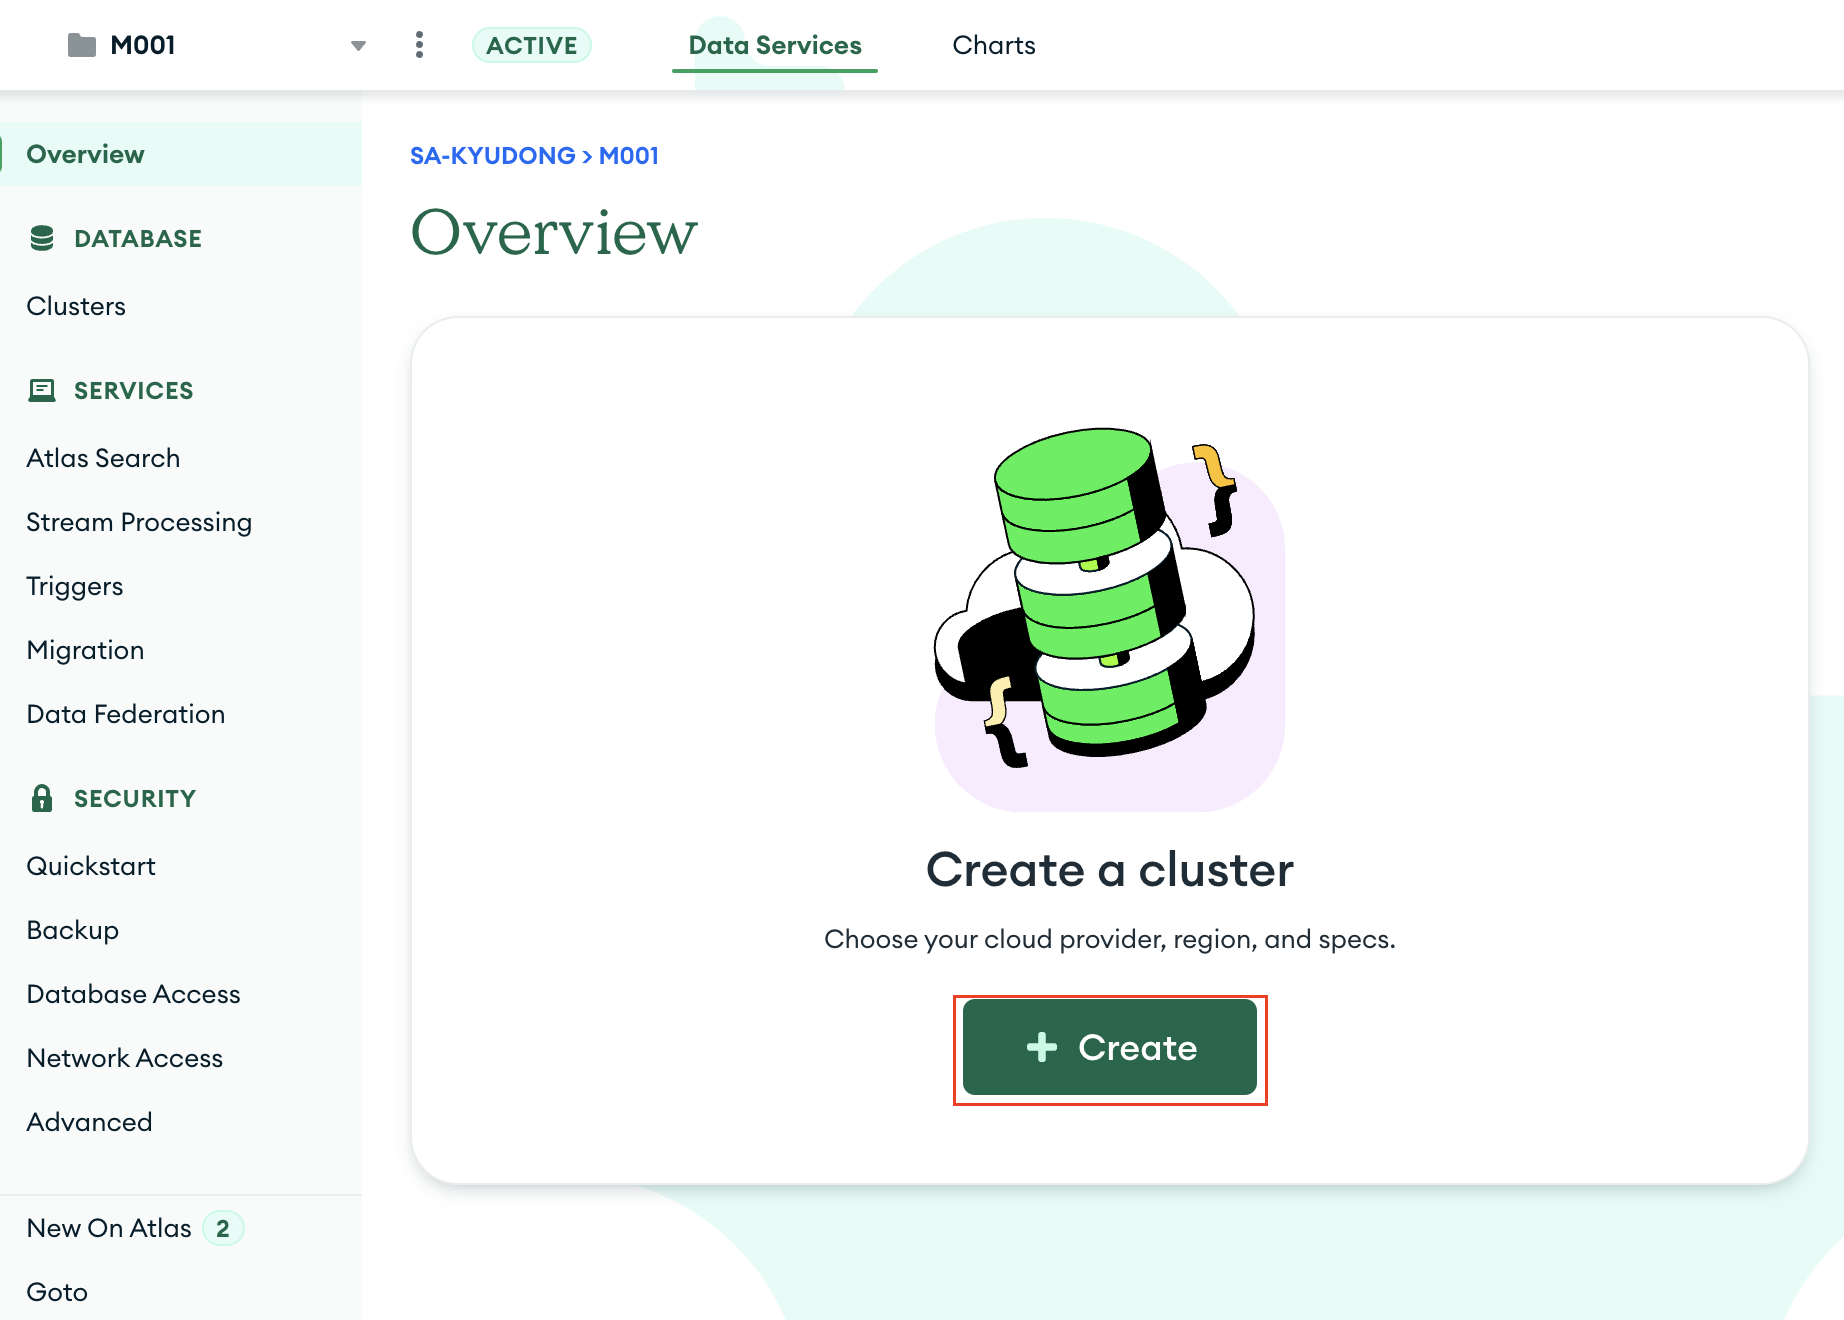 M001
ACTIVE
Data Services
Charts
Overview
DATABASE
Clusters
SERVICES
Atlas Search
Stream Processing
Triggers
Migration
Data Federation
SECURITY
Quickstart
Backup
Database Access
Network Access
Advanced
New On Atlas 2
Goto
SA-KYUDONG > M001
Overview
Create a cluster
Choose your cloud provider, region, and specs.
+ Create